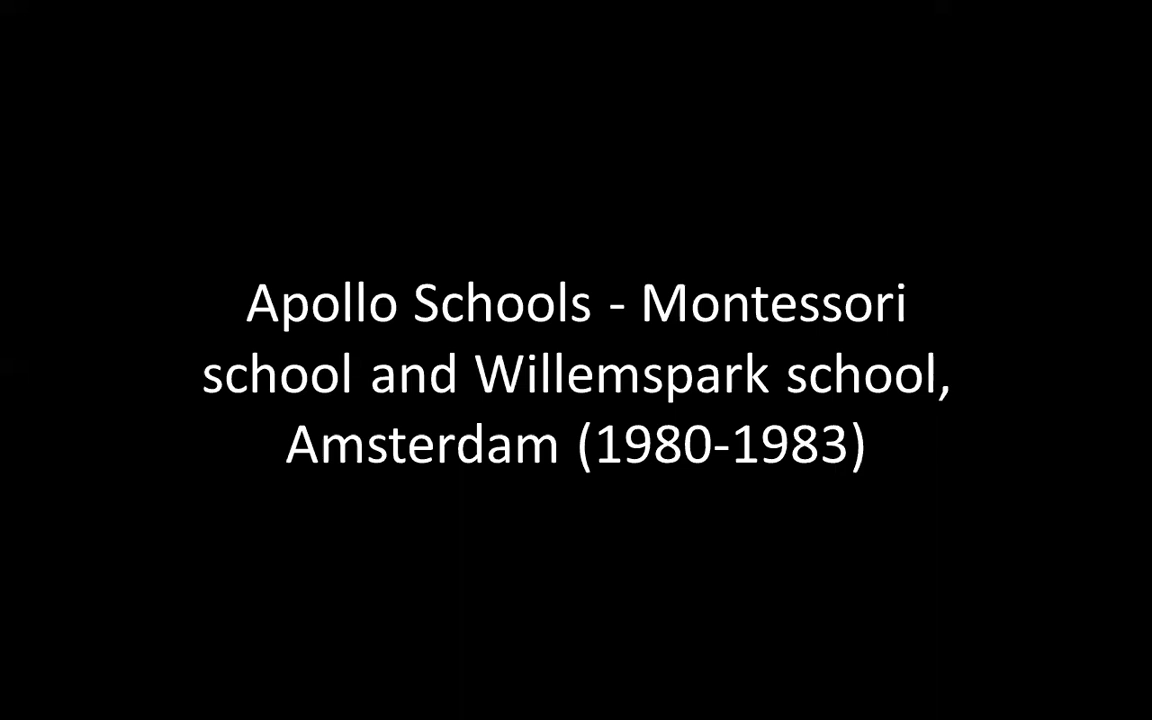 Apollo Schools - Montessori
school and Willemspark school,
Amsterdam (1980-1983)